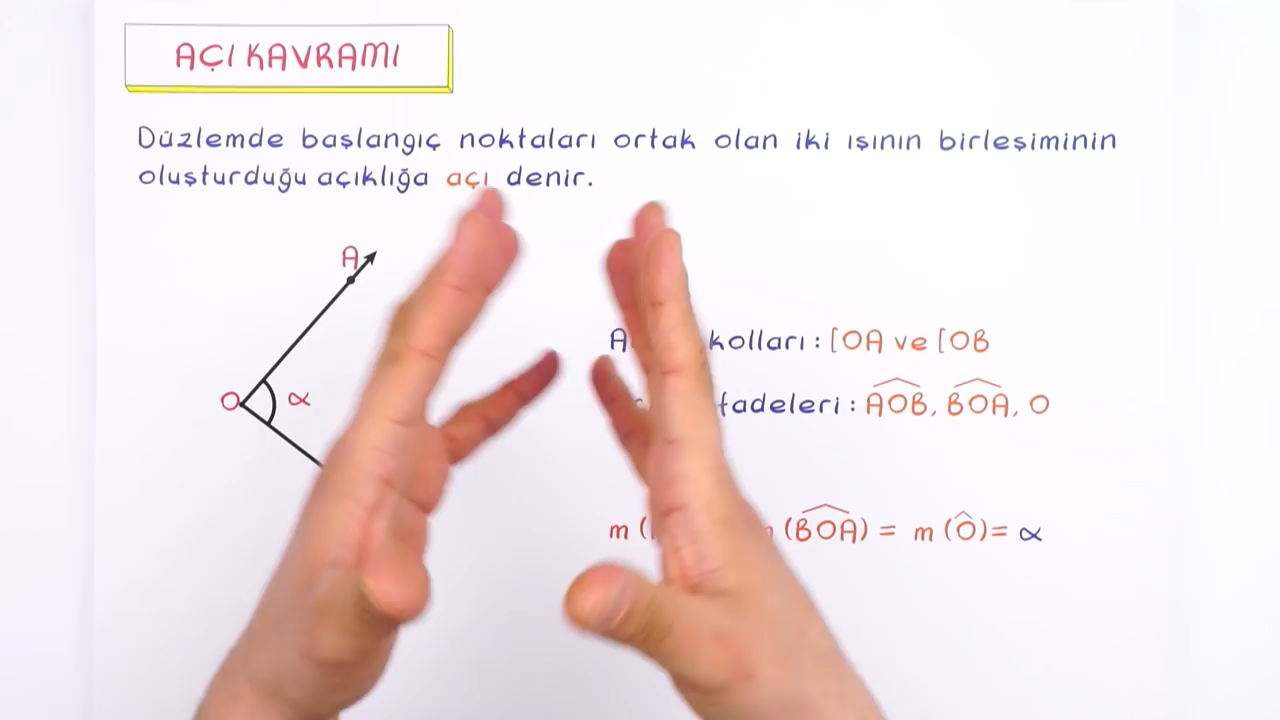 AÇI KAVRAMI
Düzlemde başlangıç noktaları ortak olan iki ışının birleşiminin
oluşturduğu açıklığa açı denir.
A
O α
kolları : [OA ve [OB
fadeleri : AOB, BOA, O
m ( (BOA) = m (Ô)= α